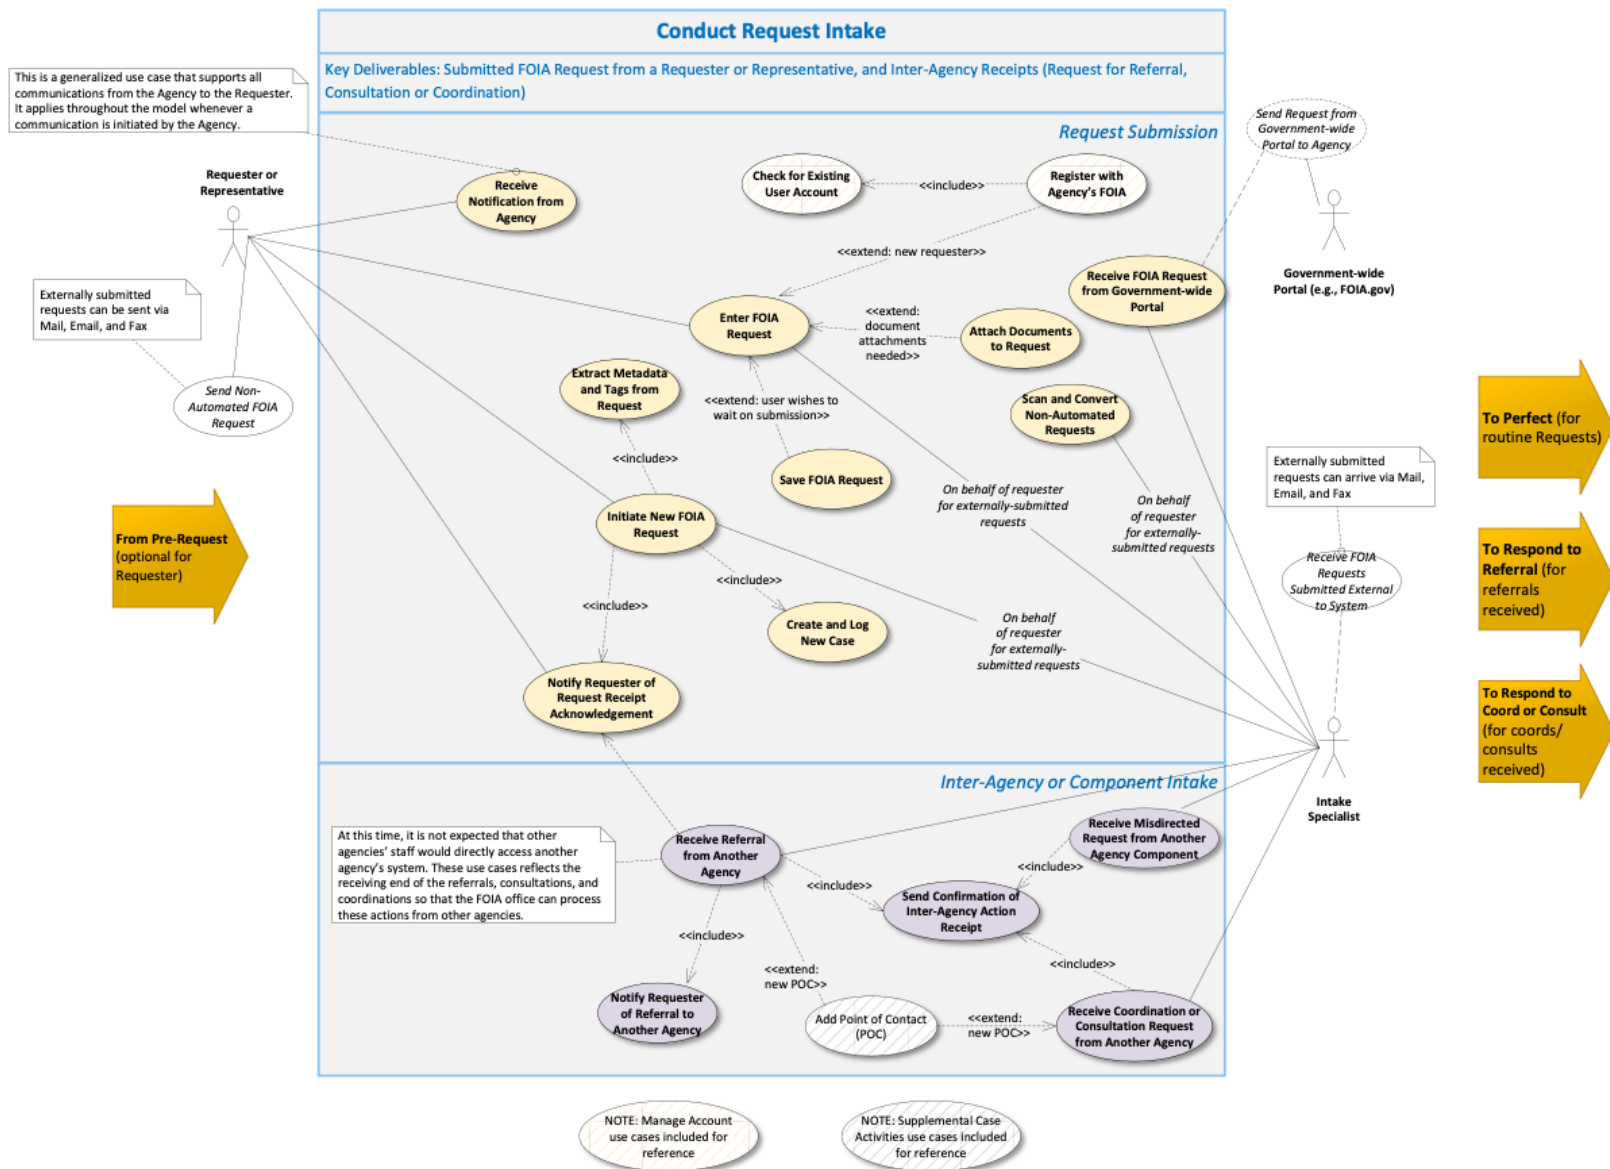 Conduct Request Intake
Key Deliverables: Submitted FOIA Request from a Requester or Representative, and Inter-Agency Receipts (Request for Referral,
Consultation or Coordination)
This is a generalized use case that supports all
communications from the Agency to the Requester.
It applies throughout the model whenever a
communication is initiated by the Agency.
Request Submission
Send Request from
Government-wide
Portal to Agency
Requester or
Representative
Receive
Notification from
Agency
Check for Existing
User Account
<<include>>
Register with
Agency's FOIA
<<extend: new requester>>
Receive FOIA Request
from Government-wide
Portal
Government-wide
Portal (e.g., FOIA.gov)
Externally submitted
requests can be sent via
Mail, Email, and Fax
Enter FOIA
Request
<<extend:
document
attachments
needed>>
Attach Documents
to Request
Send Non-
Automated FOIA
Request
Extract Metadata
and Tags from
Request
<<extend: user wishes to
wait on submission>>
Scan and Convert
Non-Automated
Requests
To Perfect (for
routine Requests)
<<include>>
Save FOIA Request
On behalf of requester
for externally-submitted
requests
On behalf
of requester
for externally-
submitted requests
Externally submitted
requests can arrive via Mail,
Email, and Fax
From Pre-Request
(optional for
Requester)
Initiate New FOIA
Request
Receive FOIA
Requests
Submitted External
to System
To Respond to
Referral (for
referrals
received)
<<include>>
<<include>>
Create and Log
New Case
On behalf
of requester
for externally-
submitted requests
Notify Requester of
Request Receipt
Acknowledgement
To Respond to
Coord or Consult
(for coords/
consults
received)
Inter-Agency or Component Intake
Intake
Specialist
At this time, it is not expected that other
agencies' staff would directly access another
agency's system. These use cases reflects the
receiving end of the referrals, consultations, and
coordinations so that the FOIA office can process
these actions from other agencies.
Receive Referral
from Another
Agency
Receive Misdirected
Request from Another
Agency Component
<<include>>
<<include>>
Send Confirmation of
Inter-Agency Action
Receipt
<<include>>
<<extend:
new POC>>
<<include>>
Notify Requester
of Referral to
Another Agency
Add Point of Contact
(POC)
<<extend:
new POC>>
Receive Coordination or
Consultation Request
from Another Agency
NOTE: Manage Account
use cases included for
reference
NOTE: Supplemental Case
Activities use cases included
for reference